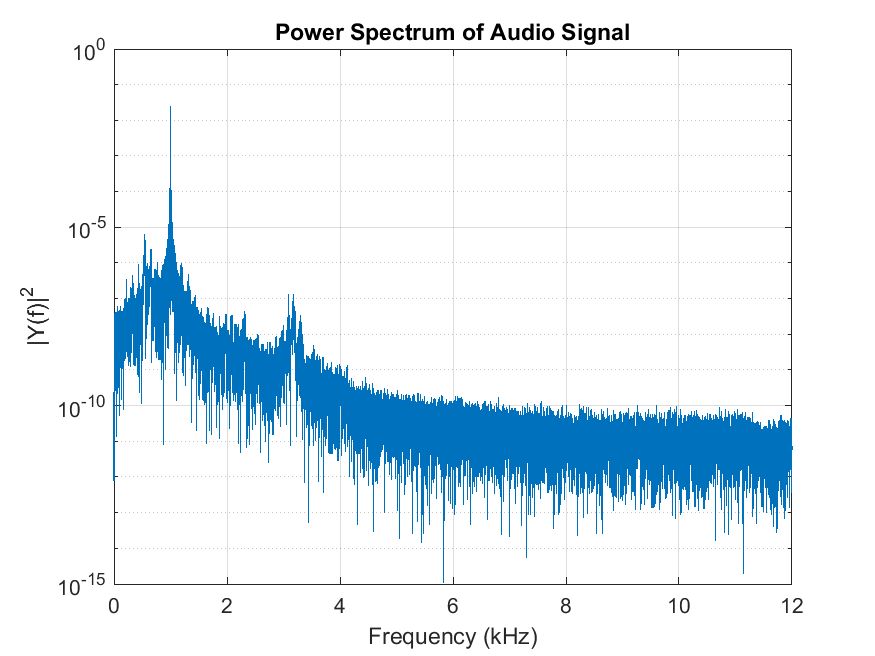 Power Spectrum of Audio Signal
10^0
10^-5
10^-10
10^-15
|Y(f)|^2
0 2 4 6 8 10 12
Frequency (kHz)